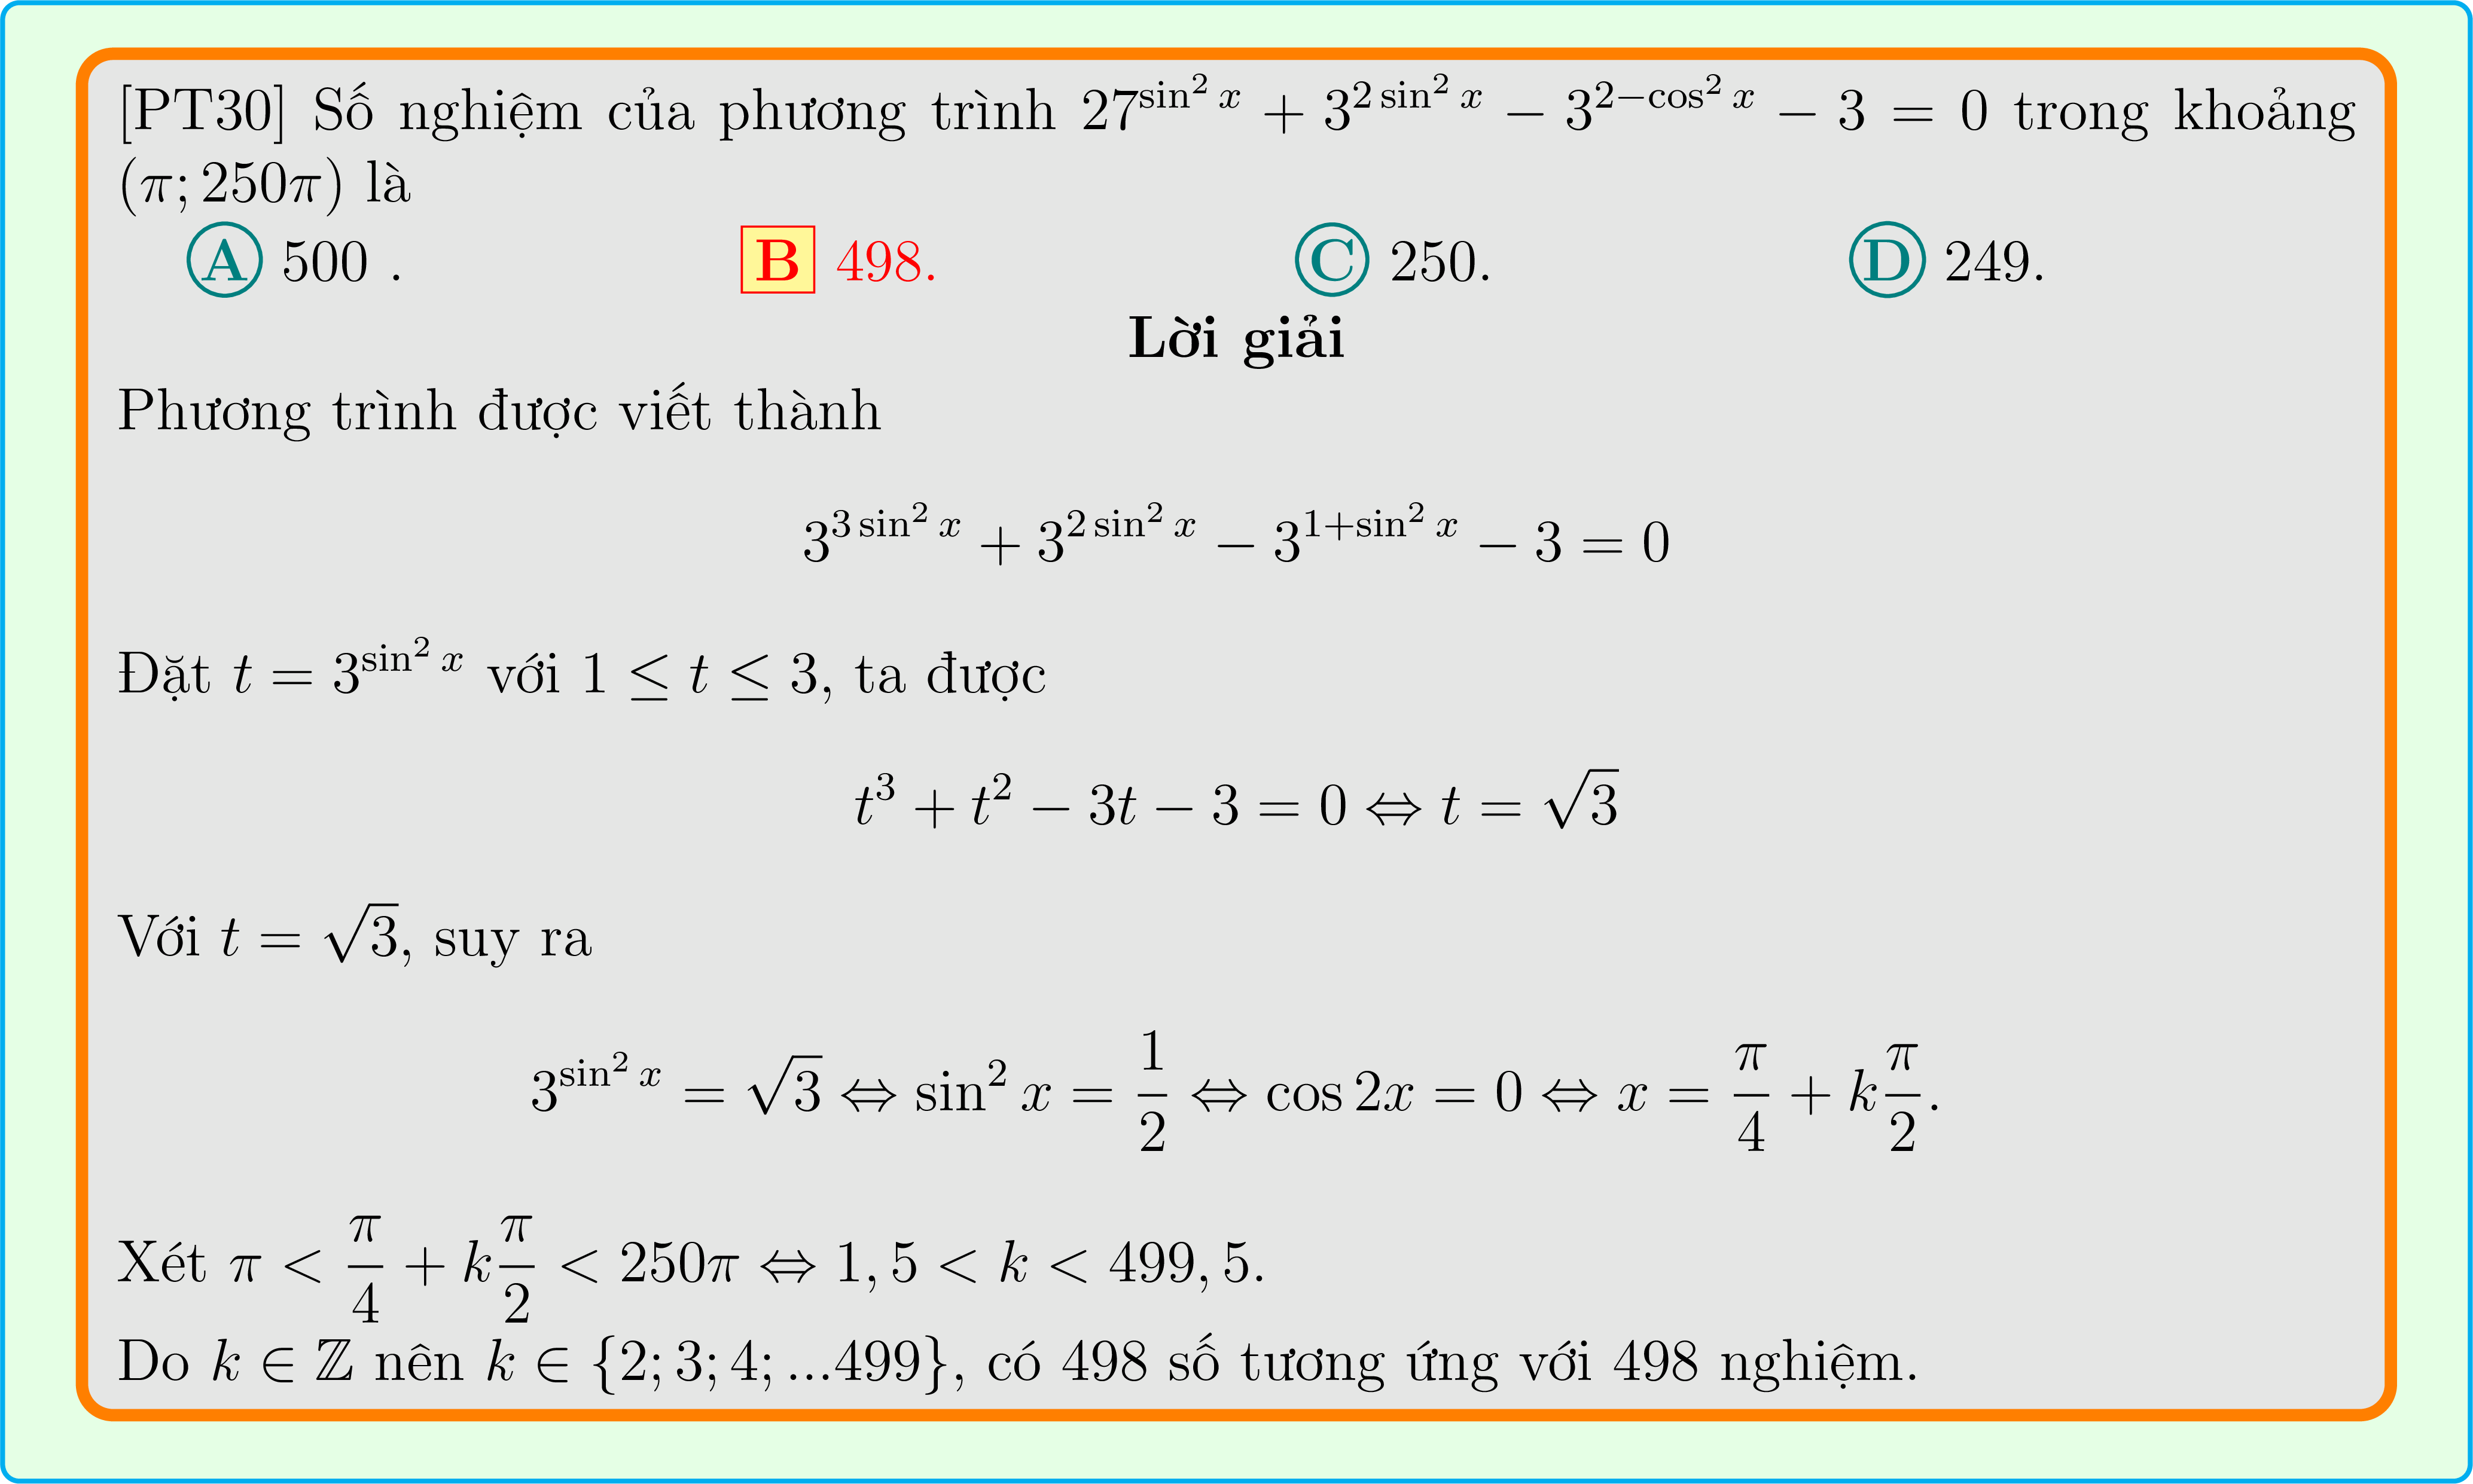 [PT30] Số nghiệm của phương trình $27^{\sin^2 x} + 3^{2\sin^2 x} - 3^{2-\cos^2 x} - 3 = 0$ trong khoảng
$(\pi; 250\pi)$ là
A 500 . B 498. C 250. D 249.
Lời giải
Phương trình được viết thành
$3^{3\sin^2 x} + 3^{2\sin^2 x} - 3^{1+\sin^2 x} - 3 = 0$
Đặt $t = 3^{\sin^2 x}$ với $1 \leq t \leq 3$, ta được
$t^3 + t^2 - 3t - 3 = 0 \Leftrightarrow t = \sqrt{3}$
Với $t = \sqrt{3}$, suy ra
$3^{\sin^2 x} = \sqrt{3} \Leftrightarrow \sin^2 x = \frac{1}{2} \Leftrightarrow \cos 2x = 0 \Leftrightarrow x = \frac{\pi}{4} + k\frac{\pi}{2}.$
Xét $\pi < \frac{\pi}{4} + k\frac{\pi}{2} < 250\pi \Leftrightarrow 1,5 < k < 499,5.$
Do $k \in \mathbb{Z}$ nên $k \in \{2; 3; 4; ...499\}$, có 498 số tương ứng với 498 nghiệm.